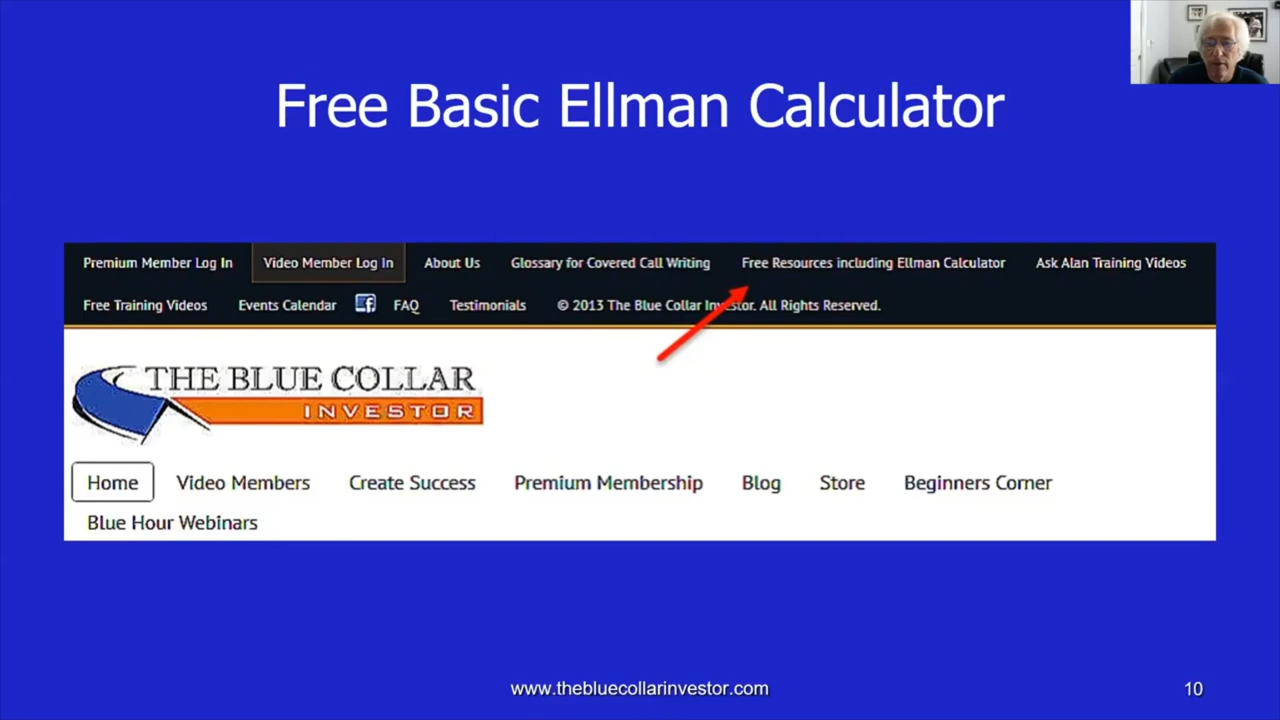 Free Basic Ellman Calculator
Premium Member Log In Video Member Log In About Us Glossary for Covered Call Writing Free Resources including Ellman Calculator Ask Alan Training Videos
Free Training Videos Events Calendar f FAQ Testimonials © 2013 The Blue Collar Investor. All Rights Reserved.
THE BLUE COLLAR
INVESTOR
Home Video Members Create Success Premium Membership Blog Store Beginners Corner
Blue Hour Webinars
www.thebluecollarinvestor.com 10